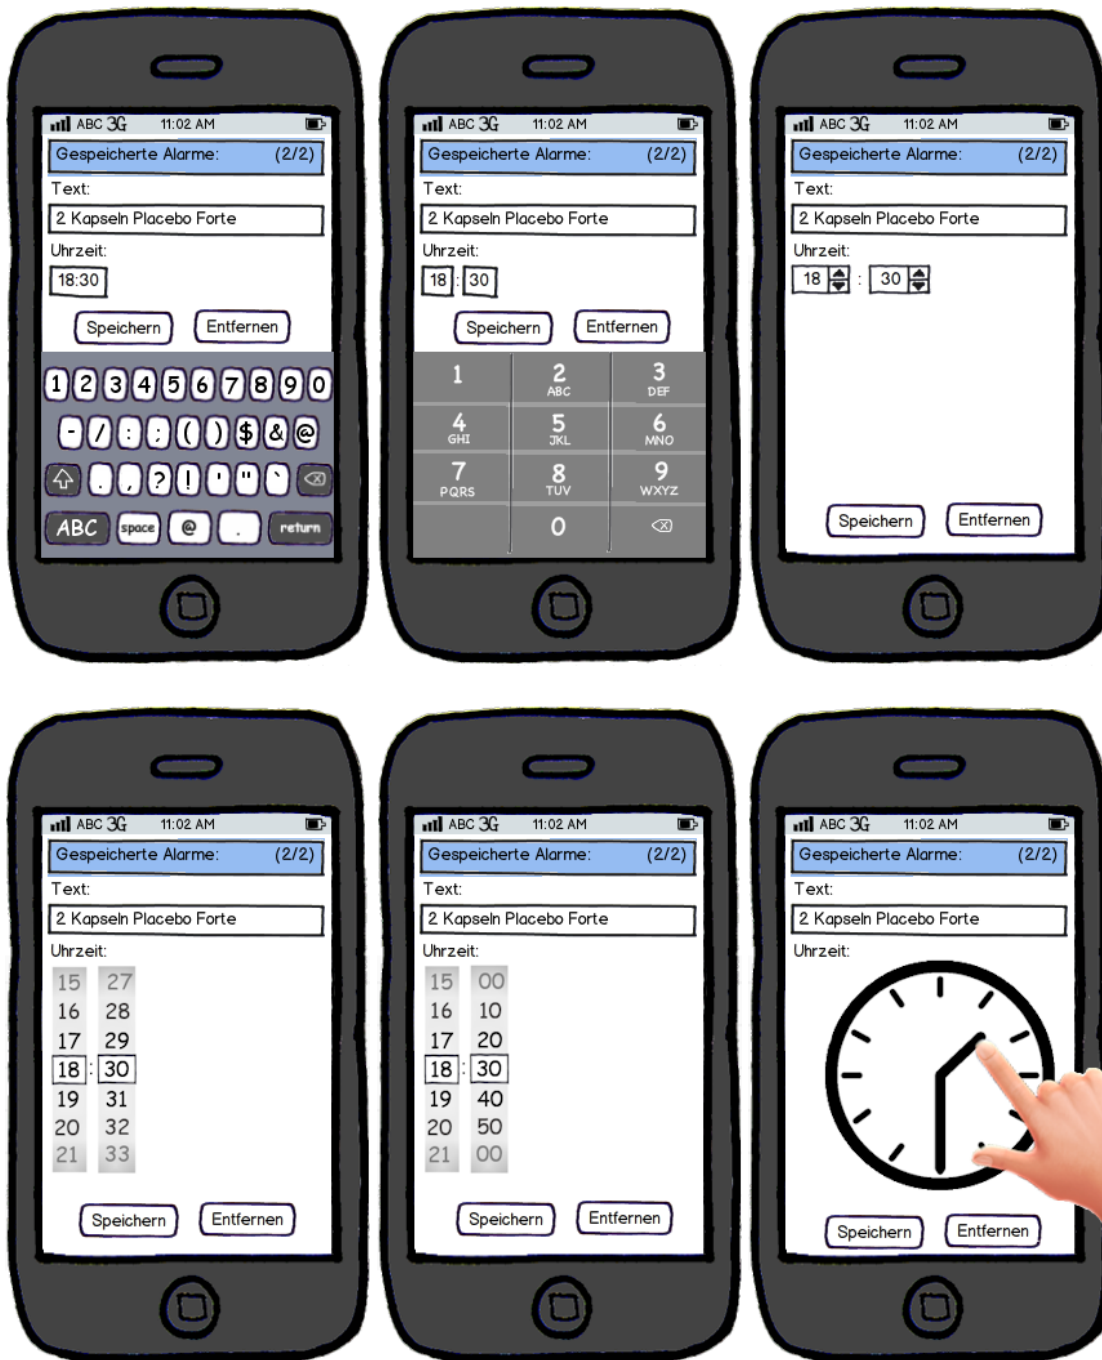 ABC 3G 11:02 AM
Gespeicherte Alarme: (2/2)
Text:
2 Kapseln Placebo Forte
Uhrzeit:
18:30
Speichern Entfernen
1 2 3 4 5 6 7 8 9 0
- / : ; ( ) $ & @
. , ? ! ' " `
ABC space @ . return
ABC 3G 11:02 AM
Gespeicherte Alarme: (2/2)
Text:
2 Kapseln Placebo Forte
Uhrzeit:
18 : 30
Speichern Entfernen
1 2 3
ABC DEF
4 5 6
GHI JKL MNO
7 8 9
PQRS TUV WXYZ
0
ABC 3G 11:02 AM
Gespeicherte Alarme: (2/2)
Text:
2 Kapseln Placebo Forte
Uhrzeit:
18 : 30
Speichern Entfernen
ABC 3G 11:02 AM
Gespeicherte Alarme: (2/2)
Text:
2 Kapseln Placebo Forte
Uhrzeit:
15 27
16 28
17 29
18 : 30
19 31
20 32
21 33
Speichern Entfernen
ABC 3G 11:02 AM
Gespeicherte Alarme: (2/2)
Text:
2 Kapseln Placebo Forte
Uhrzeit:
15 00
16 10
17 20
18 : 30
19 40
20 50
21 00
Speichern Entfernen
ABC 3G 11:02 AM
Gespeicherte Alarme: (2/2)
Text:
2 Kapseln Placebo Forte
Uhrzeit:
Speichern Entfernen